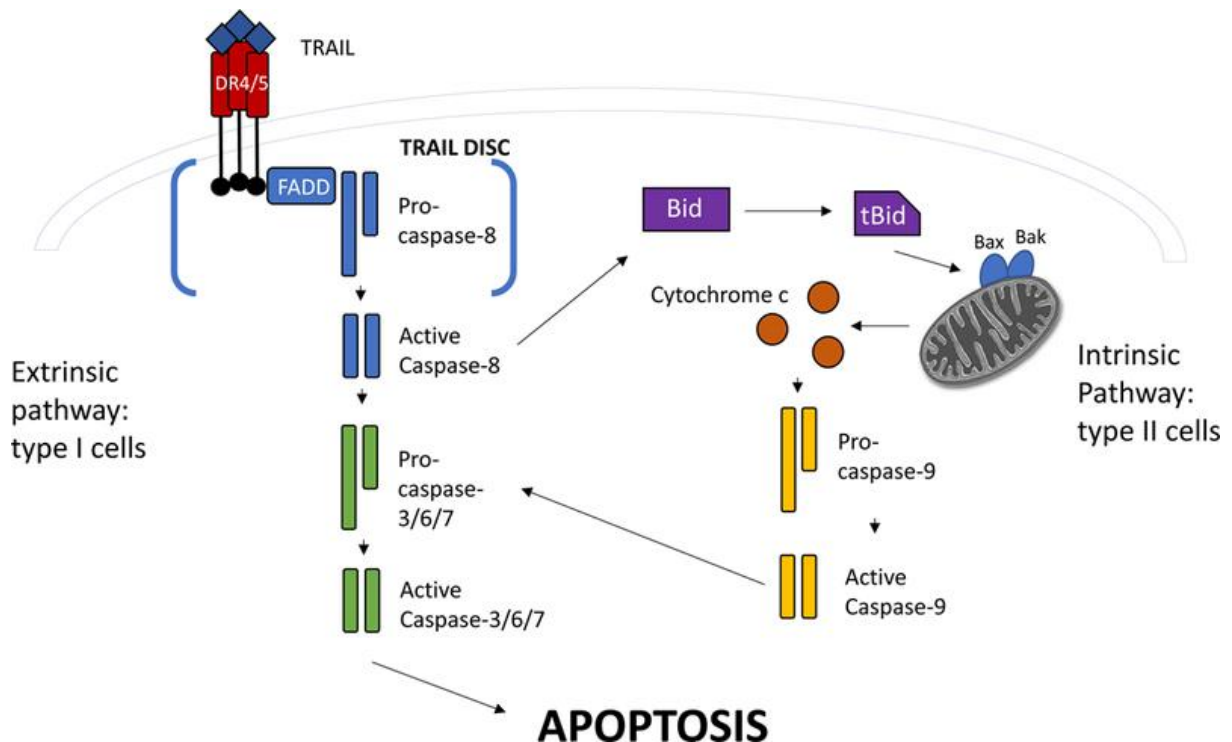 TRAIL
DR4/5
TRAIL DISC
FADD
Pro-
caspase-8
Active
Caspase-8
Extrinsic
pathway:
type I cells
Pro-
caspase-
3/6/7
Active
Caspase-3/6/7
Bid
tBid
Bax
Bak
Cytochrome c
Intrinsic
Pathway:
type II cells
Pro-
caspase-9
Active
Caspase-9
APOPTOSIS